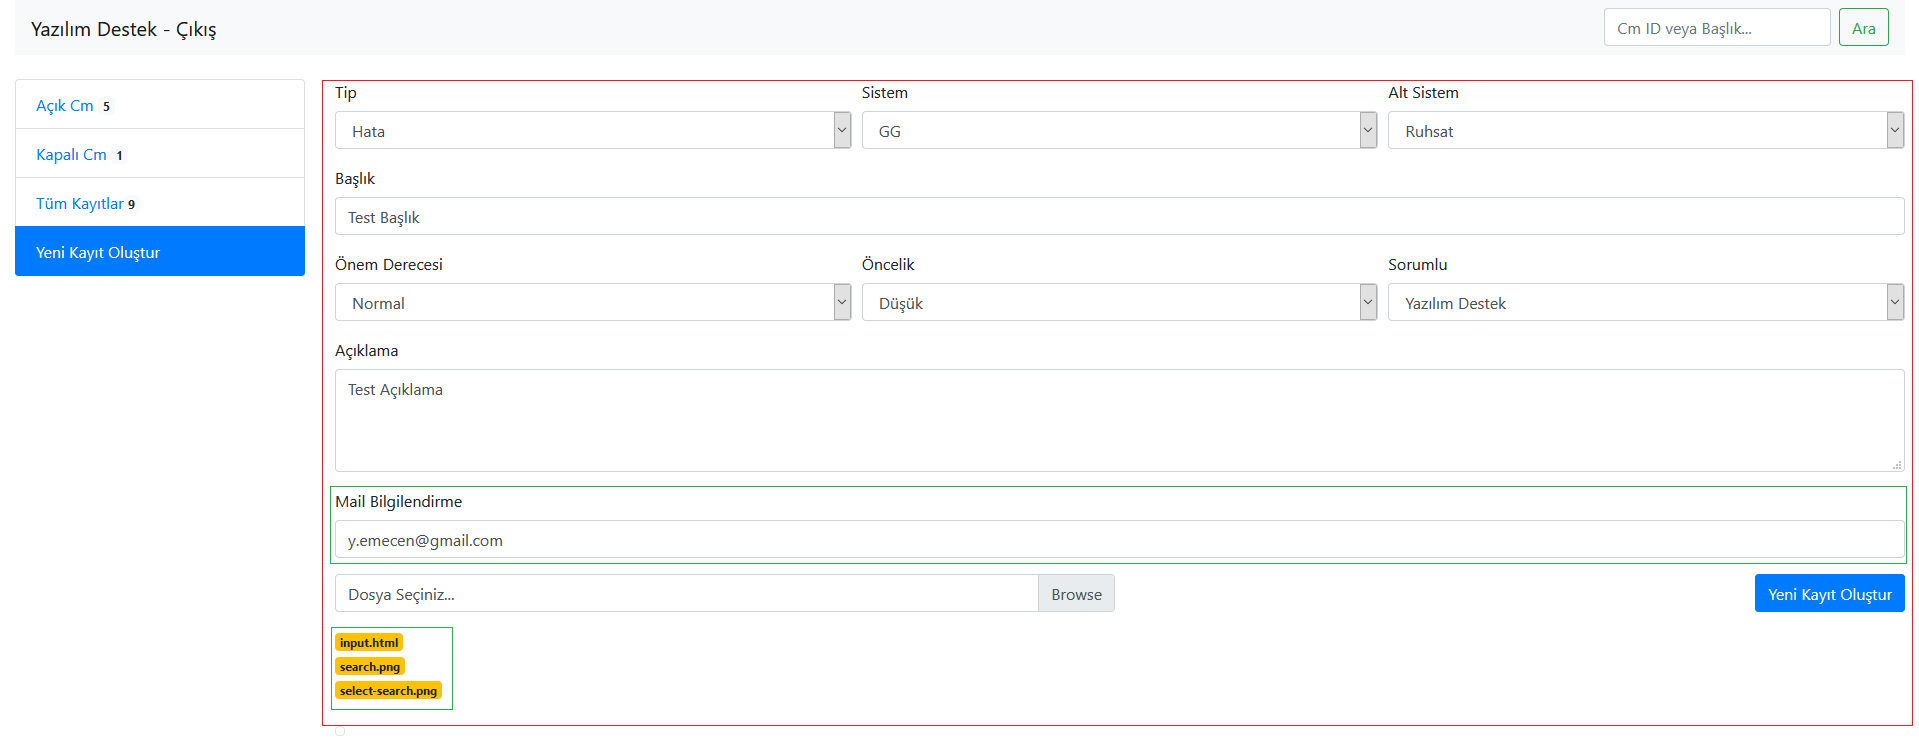 Yazılım Destek - Çıkış
Cm ID veya Başlık...
Ara
Açık Cm 5
Kapalı Cm 1
Tüm Kayıtlar 9
Yeni Kayıt Oluştur
Tip
Sistem
Alt Sistem
Hata
GG
Ruhsat
Başlık
Test Başlık
Önem Derecesi
Öncelik
Sorumlu
Normal
Düşük
Yazılım Destek
Açıklama
Test Açıklama
Mail Bilgilendirme
y.emecen@gmail.com
Dosya Seçiniz...
Browse
Yeni Kayıt Oluştur
input.html
search.png
select-search.png